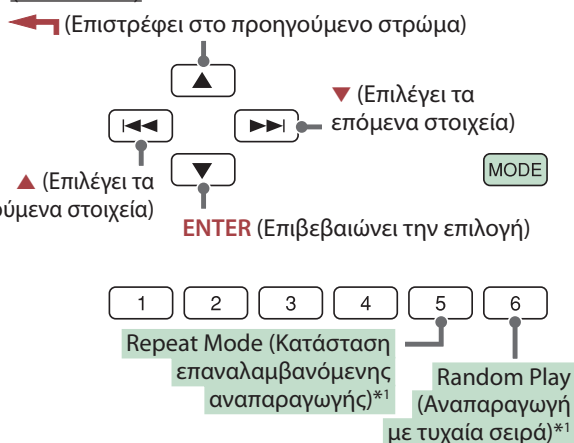 (Επιστρέφει στο προηγούμενο στρώμα)
▲
▼ (Επιλέγει τα
επόμενα στοιχεία)
▲ (Επιλέγει τα
στοιχεία)
▼
MODE
ENTER (Επιβεβαιώνει την επιλογή)
1 2 3 4 5 6
Repeat Mode (Κατάσταση
επαναλαμβανόμενης
αναπαραγωγής)*1
Random Play
(Αναπαραγωγή
με τυχαία σειρά)*1